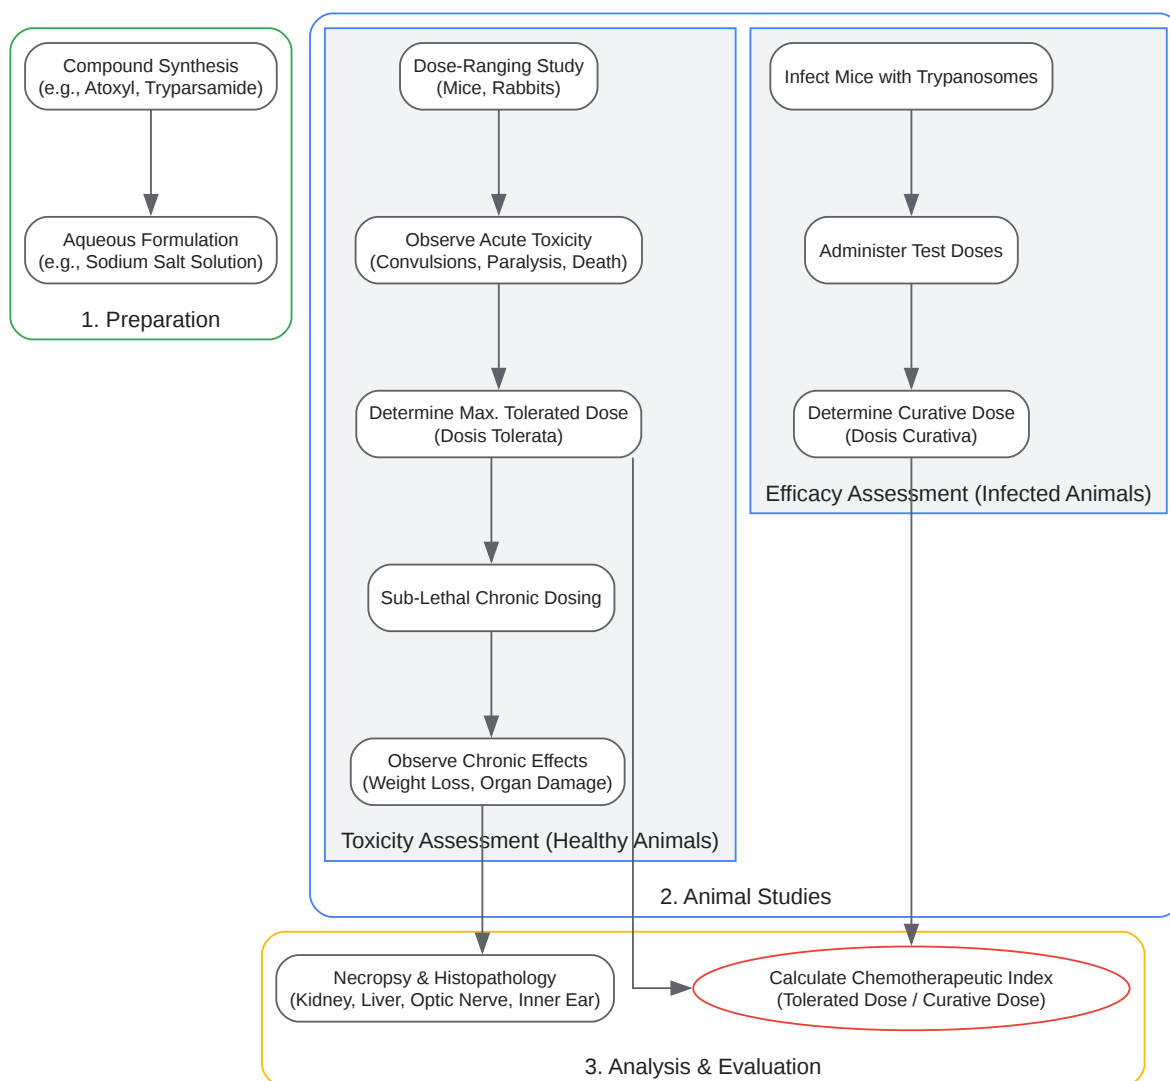 Compound Synthesis
(e.g., Atoxyl, Tryparsamide)
Aqueous Formulation
(e.g., Sodium Salt Solution)
1. Preparation
Dose-Ranging Study
(Mice, Rabbits)
Observe Acute Toxicity
(Convulsions, Paralysis, Death)
Determine Max. Tolerated Dose
(Dosis Tolerata)
Sub-Lethal Chronic Dosing
Observe Chronic Effects
(Weight Loss, Organ Damage)
Toxicity Assessment (Healthy Animals)
Infect Mice with Trypanosomes
Administer Test Doses
Determine Curative Dose
(Dosis Curativa)
Efficacy Assessment (Infected Animals)
2. Animal Studies
Necropsy & Histopathology
(Kidney, Liver, Optic Nerve, Inner Ear)
Calculate Chemotherapeutic Index
(Tolerated Dose / Curative Dose)
3. Analysis & Evaluation